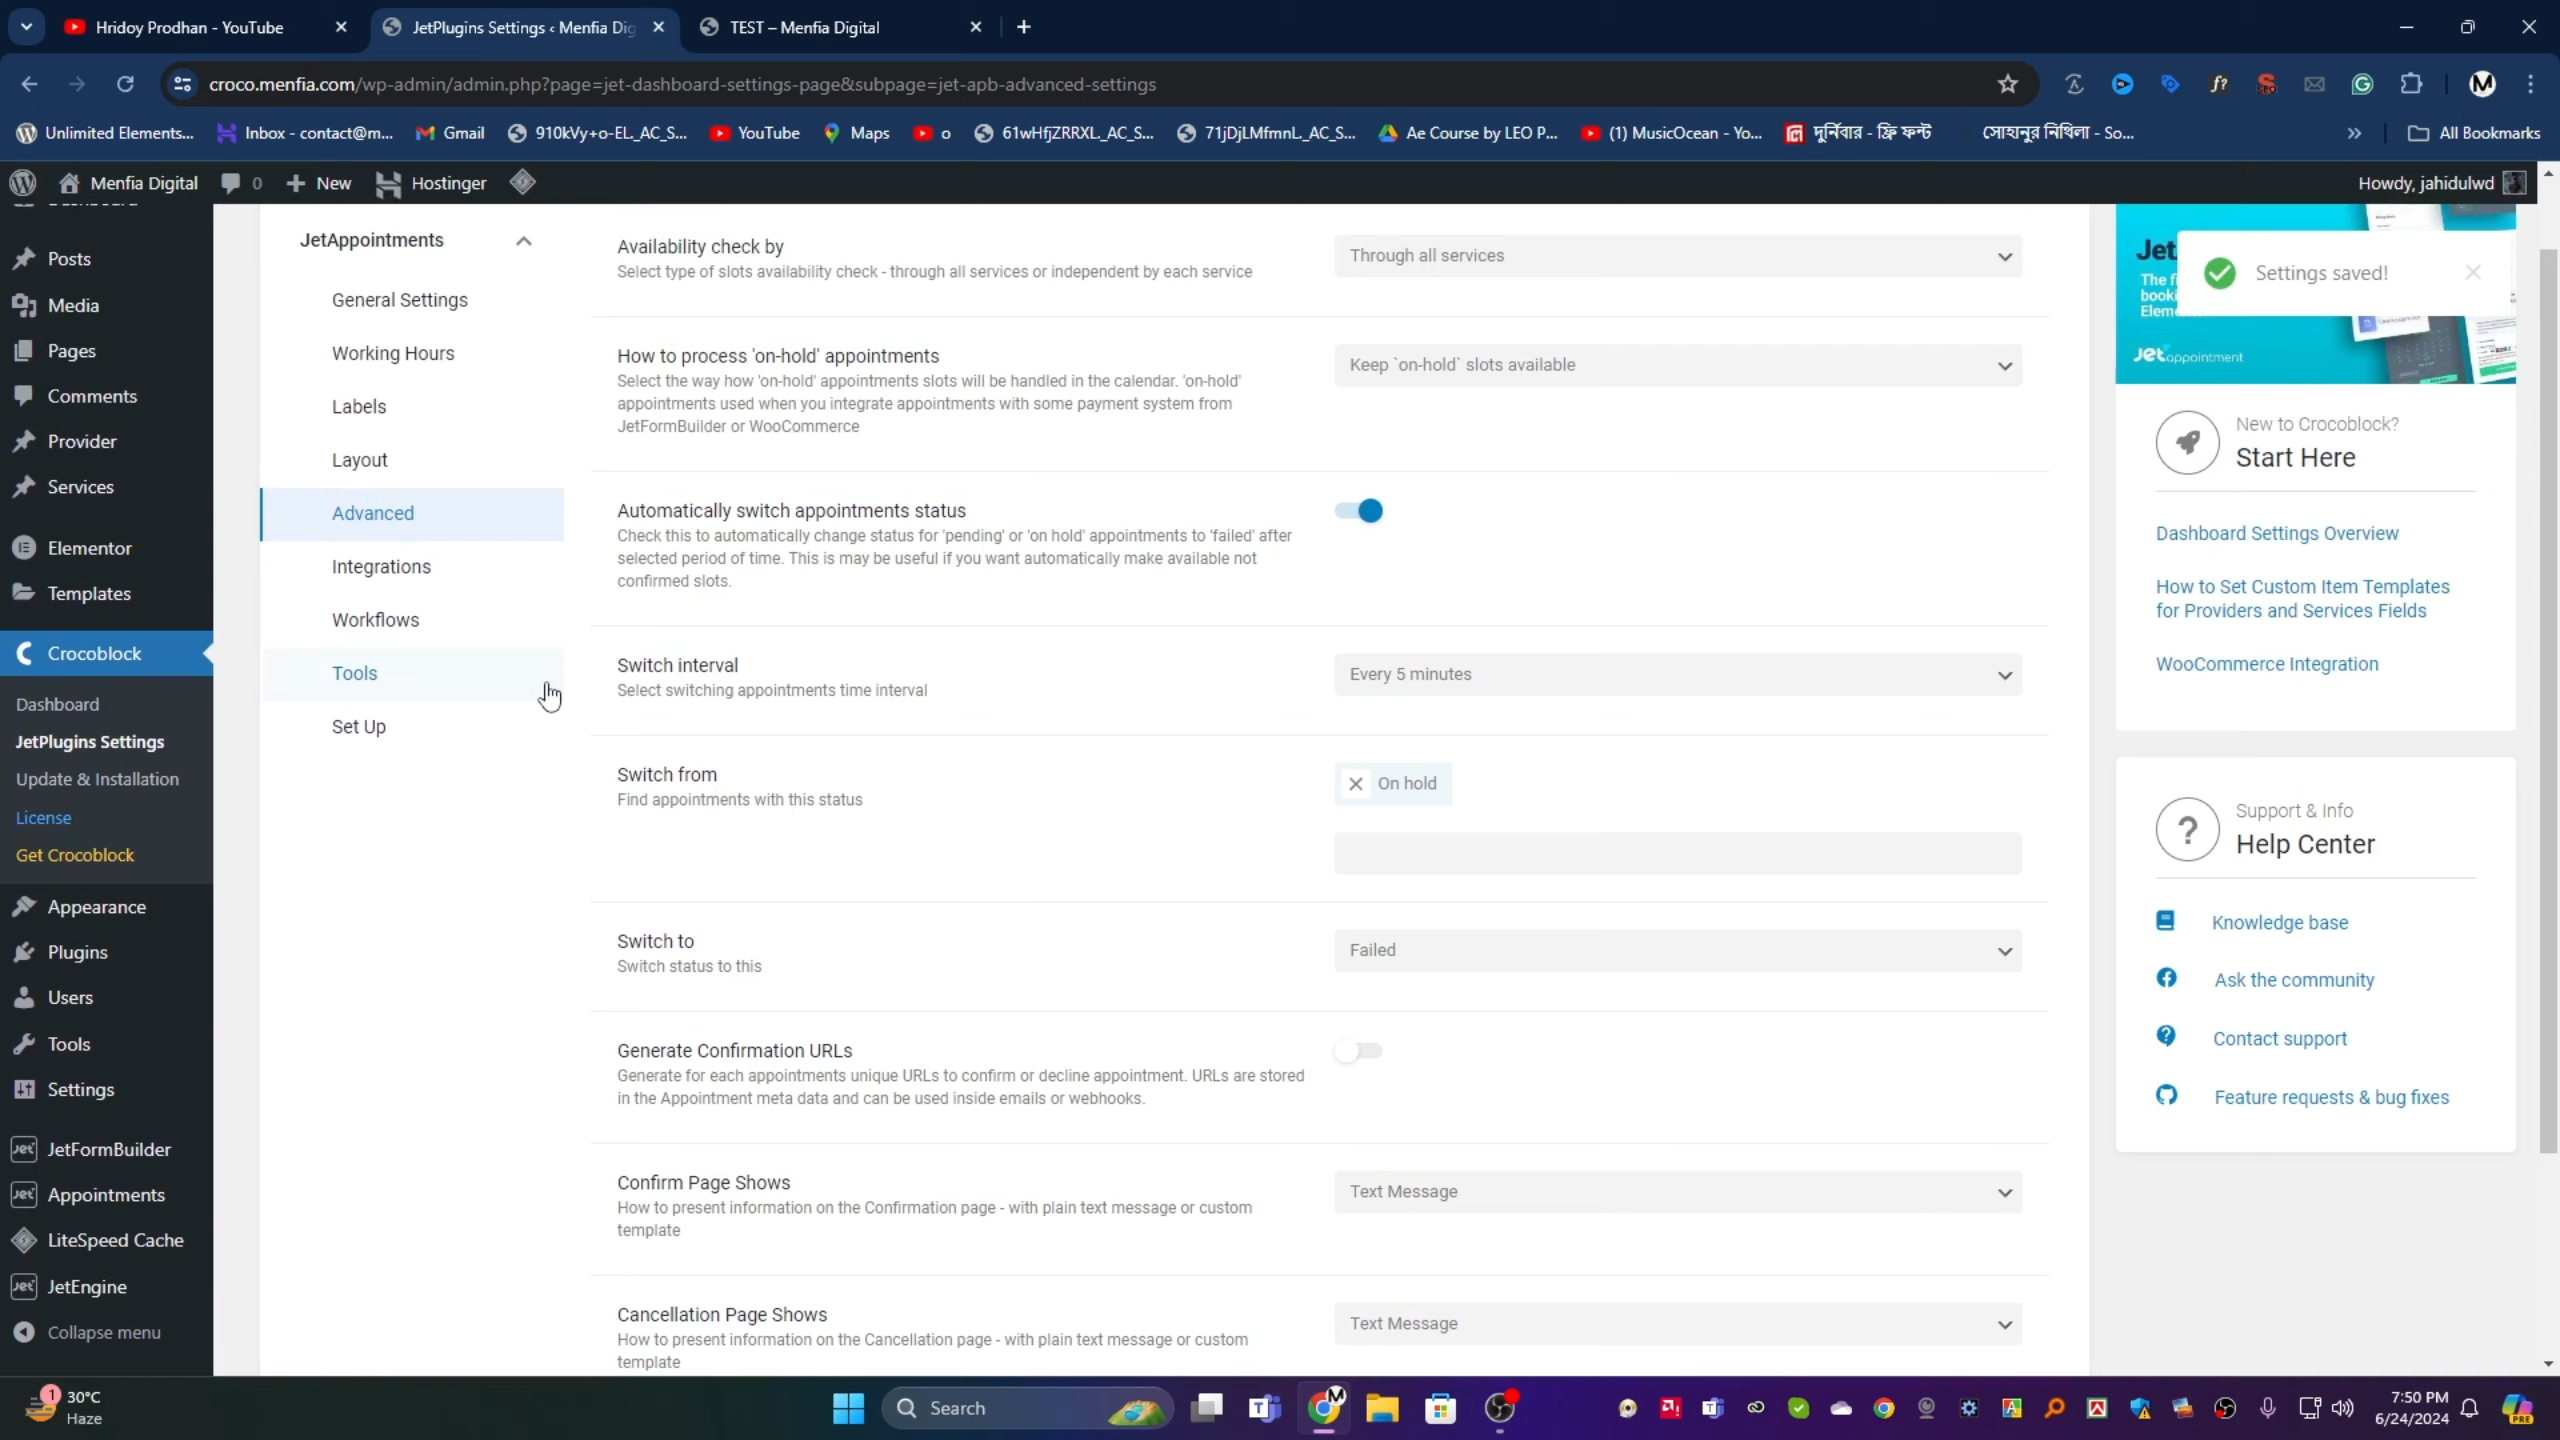 Hridoy Prodhan - YouTube
JetPlugins Settings ‹ Menfia Dig
TEST – Menfia Digital
croco.menfia.com/wp-admin/admin.php?page=jet-dashboard-settings-page&subpage=jet-apb-advanced-settings
Unlimited Elements...
Inbox - contact@m...
Gmail
910kVy+o-EL._AC_S...
YouTube
Maps
o
61wHfjZRRXL._AC_S...
71jDjLMfmnL._AC_S...
Ae Course by LEO P...
(1) MusicOcean - Yo...
দুর্নিবার - ফ্রি ফন্ট
সোহানুর নিথিলা - So...
All Bookmarks
Menfia Digital
0
New
Hostinger
Howdy, jahidulwd
Posts
Media
Pages
Comments
Provider
Services
Elementor
Templates
Crocoblock
Dashboard
JetPlugins Settings
Update & Installation
License
Get Crocoblock
Appearance
Plugins
Users
Tools
Settings
JetFormBuilder
Appointments
LiteSpeed Cache
JetEngine
Collapse menu
JetAppointments
General Settings
Working Hours
Labels
Layout
Advanced
Integrations
Workflows
Tools
Set Up
Availability check by
Select type of slots availability check - through all services or independent by each service
Through all services
How to process 'on-hold' appointments
Select the way how 'on-hold' appointments slots will be handled in the calendar. 'on-hold'
appointments used when you integrate appointments with some payment system from
JetFormBuilder or WooCommerce
Keep `on-hold` slots available
Automatically switch appointments status
Check this to automatically change status for 'pending' or 'on hold' appointments to 'failed' after
selected period of time. This is may be useful if you want automatically make available not
confirmed slots.
Switch interval
Select switching appointments time interval
Every 5 minutes
Switch from
Find appointments with this status
On hold
Switch to
Switch status to this
Failed
Generate Confirmation URLs
Generate for each appointments unique URLs to confirm or decline appointment. URLs are stored
in the Appointment meta data and can be used inside emails or webhooks.
Confirm Page Shows
How to present information on the Confirmation page - with plain text message or custom
template
Text Message
Cancellation Page Shows
How to present information on the Cancellation page - with plain text message or custom
template
Text Message
Jet
The fi
booki
Eleme
Jet appointment
Settings saved!
New to Crocoblock?
Start Here
Dashboard Settings Overview
How to Set Custom Item Templates
for Providers and Services Fields
WooCommerce Integration
Support & Info
Help Center
Knowledge base
Ask the community
Contact support
Feature requests & bug fixes
1
30°C
Haze
Search
7:50 PM
6/24/2024
PRE